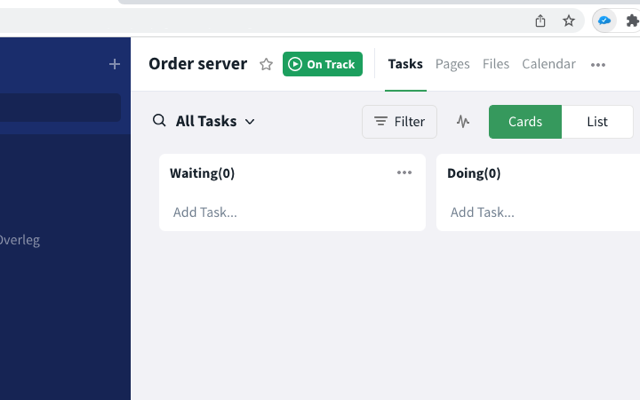 Order server
On Track
Tasks
Pages
Files
Calendar
All Tasks
Filter
Cards
List
Waiting(0)
Doing(0)
Add Task...
Add Task...
Overleg